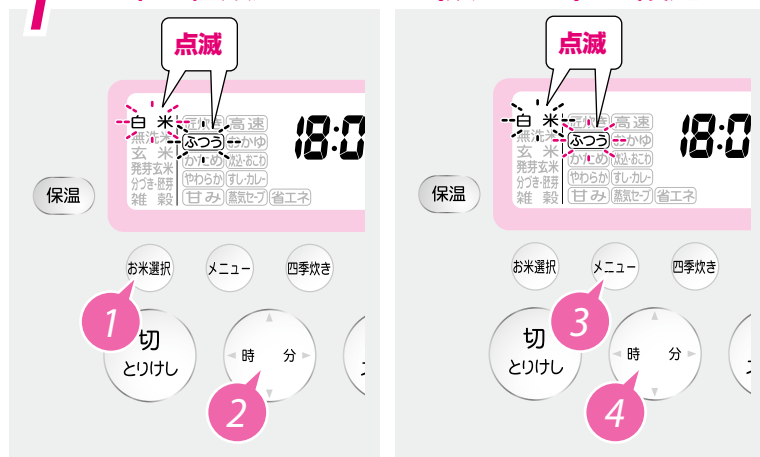 1
点滅
白米
無洗米
玄米
発芽玄米
分づき・胚芽
雑穀
高速
ふつう
おかゆ
かため
炊込・おこわ
やわらか
すし・カレー
甘み
蒸気セーブ
省エネ
18:0
保温
お米選択
メニュー
四季炊き
1
切
とりけし
時 分
2
点滅
白米
無洗米
玄米
発芽玄米
分づき・胚芽
雑穀
高速
ふつう
おかゆ
かため
炊込・おこわ
やわらか
すし・カレー
甘み
蒸気セーブ
省エネ
18:0
保温
お米選択
メニュー
四季炊き
3
切
とりけし
時 分
4